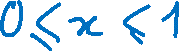 0 ⩽ x ⩽ 1